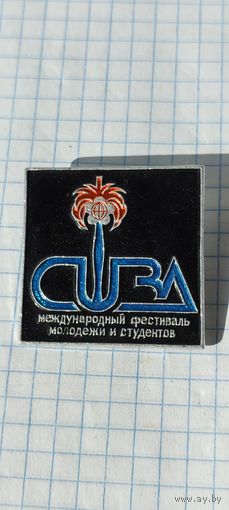 CUBA
международный фестиваль
молодежи и студентов
www.ay.by